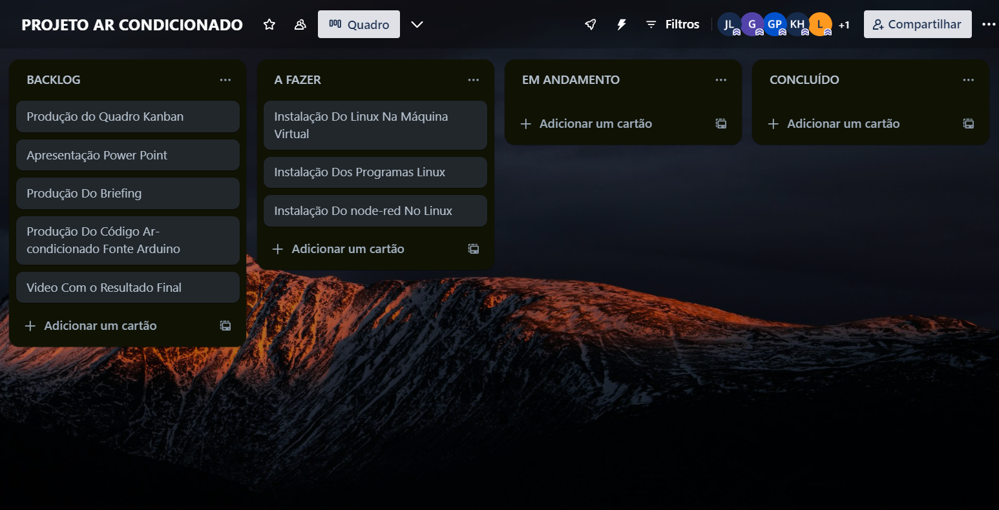 PROJETO AR CONDICIONADO
Quadro
Filtros
JL
G
GP
KH
L
+1
Compartilhar
BACKLOG
Produção do Quadro Kanban
Apresentação Power Point
Produção Do Briefing
Produção Do Código Ar-
condicionado Fonte Arduino
Video Com o Resultado Final
Adicionar um cartão
A FAZER
Instalação Do Linux Na Máquina
Virtual
Instalação Dos Programas Linux
Instalação Do node-red No Linux
Adicionar um cartão
EM ANDAMENTO
Adicionar um cartão
CONCLUÍDO
Adicionar um cartão